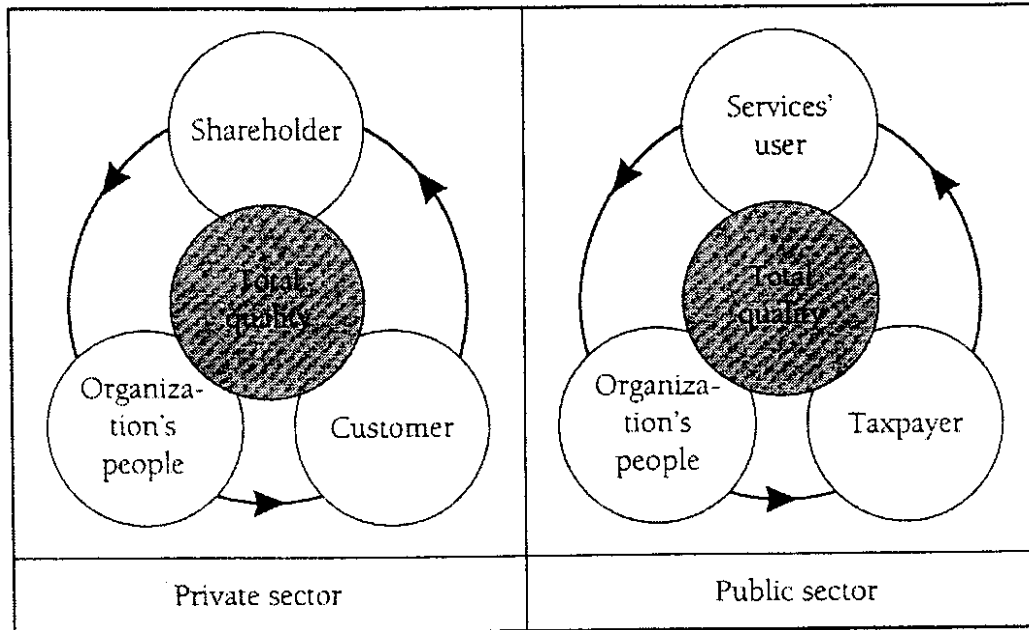 Shareholder
Total
quality
Organiza-
tion's
people
Customer
Private sector
Services'
user
Total
quality
Organiza-
tion's
people
Taxpayer
Public sector